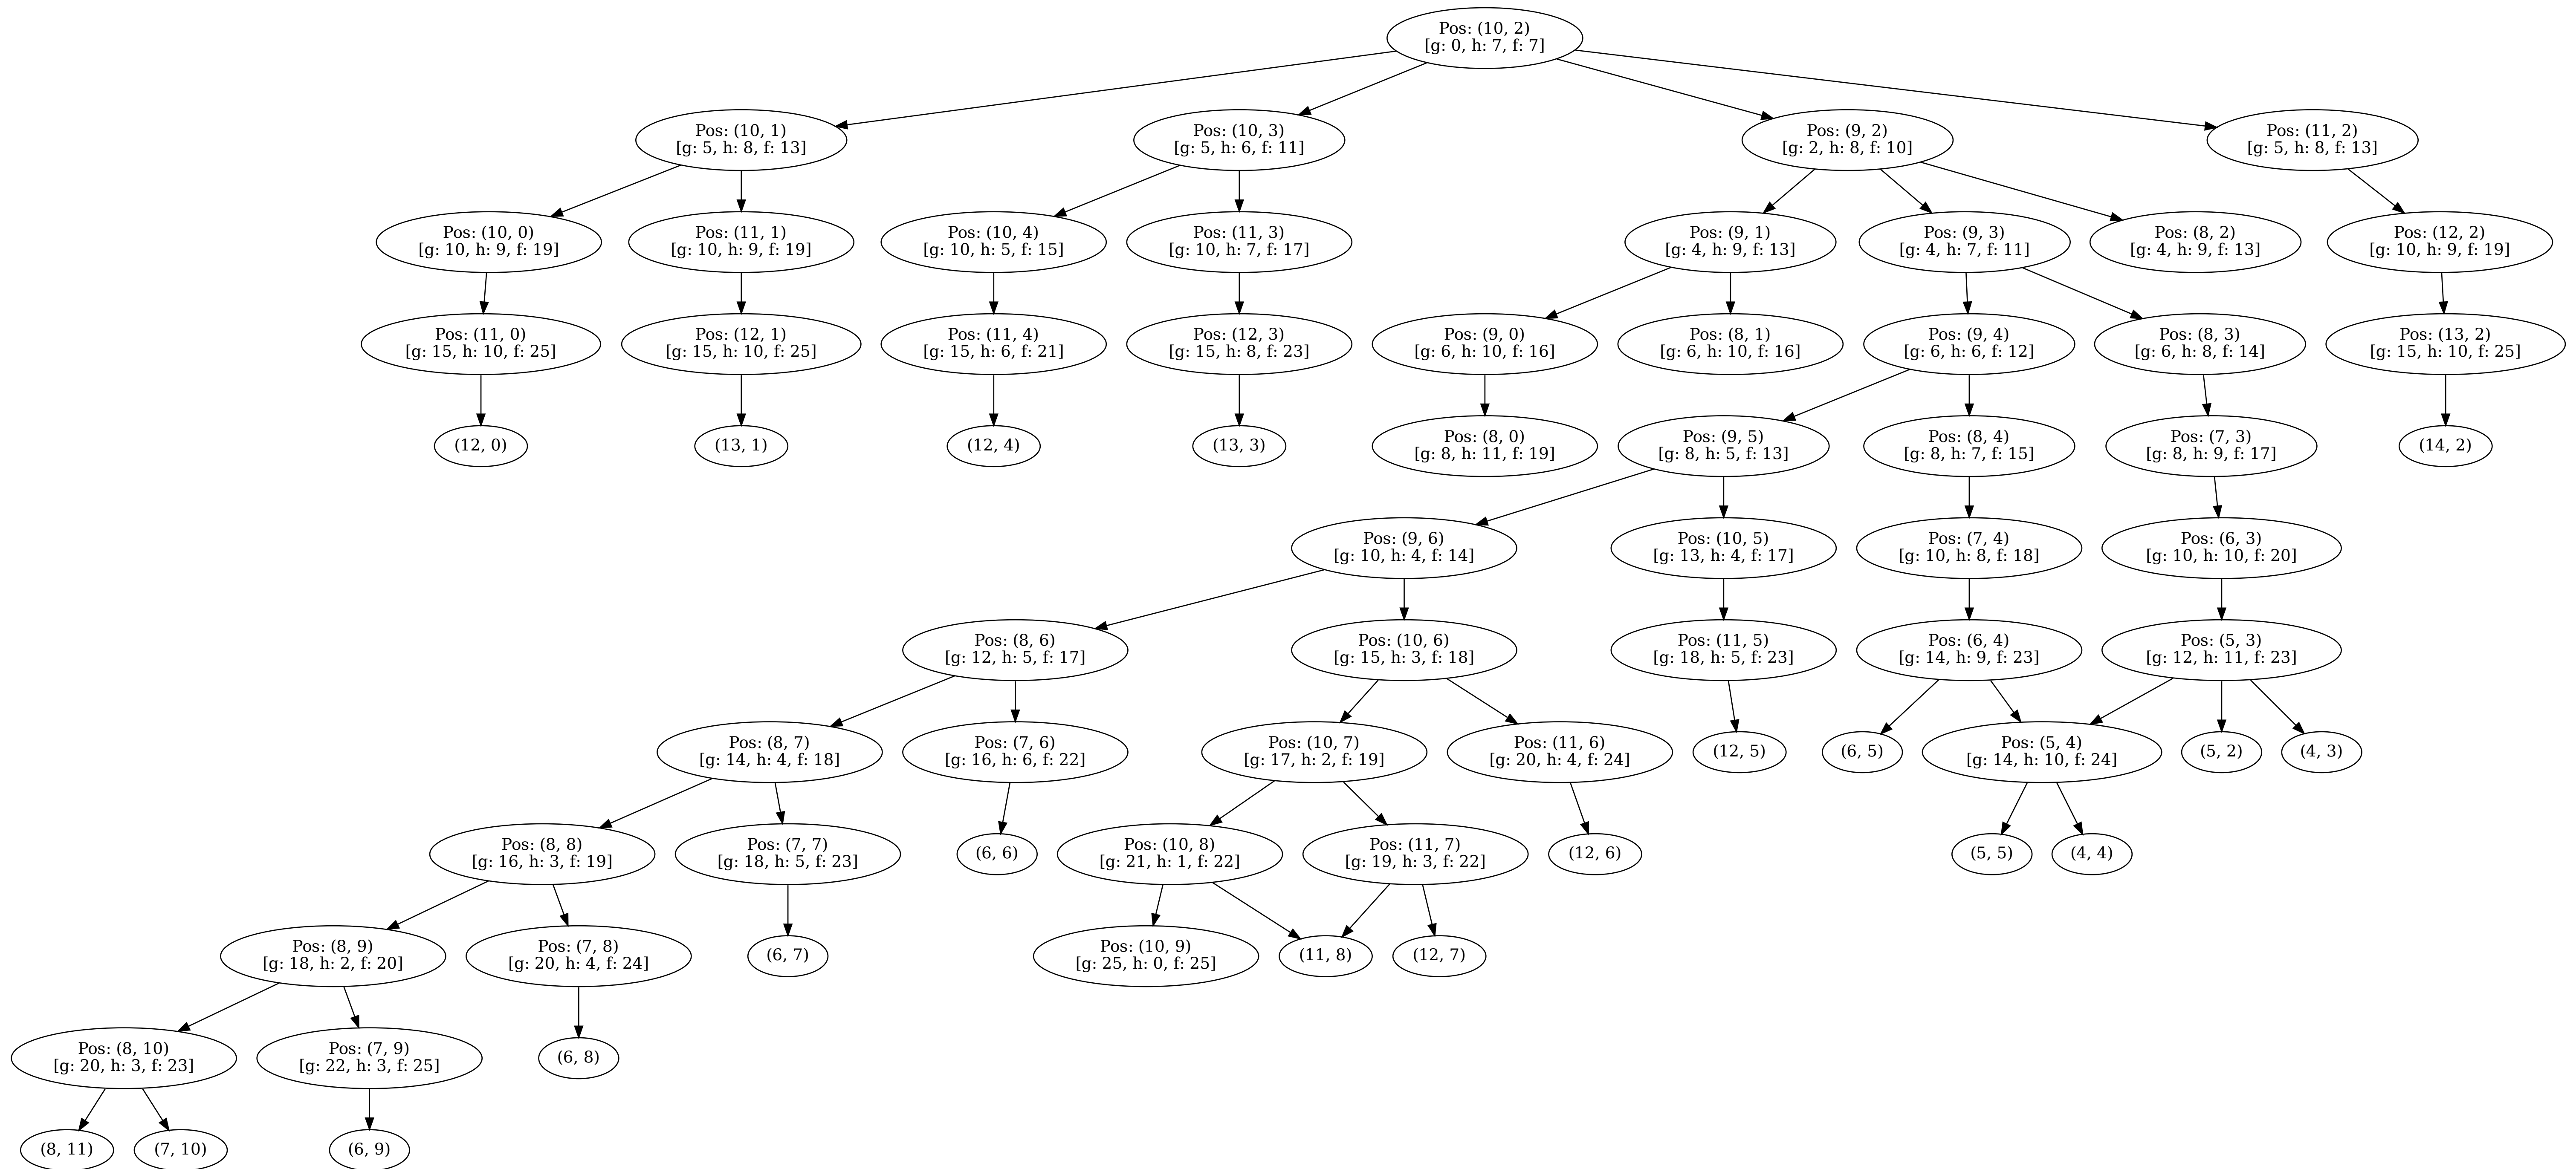 Pos: (10, 2)
[g: 0, h: 7, f: 7]
Pos: (10, 1)
[g: 5, h: 8, f: 13]
Pos: (10, 3)
[g: 5, h: 6, f: 11]
Pos: (9, 2)
[g: 2, h: 8, f: 10]
Pos: (11, 2)
[g: 5, h: 8, f: 13]
Pos: (10, 0)
[g: 10, h: 9, f: 19]
Pos: (11, 1)
[g: 10, h: 9, f: 19]
Pos: (10, 4)
[g: 10, h: 5, f: 15]
Pos: (11, 3)
[g: 10, h: 7, f: 17]
Pos: (9, 1)
[g: 4, h: 9, f: 13]
Pos: (9, 3)
[g: 4, h: 7, f: 11]
Pos: (8, 2)
[g: 4, h: 9, f: 13]
Pos: (12, 2)
[g: 10, h: 9, f: 19]
Pos: (11, 0)
[g: 15, h: 10, f: 25]
Pos: (12, 1)
[g: 15, h: 10, f: 25]
Pos: (11, 4)
[g: 15, h: 6, f: 21]
Pos: (12, 3)
[g: 15, h: 8, f: 23]
Pos: (9, 0)
[g: 6, h: 10, f: 16]
Pos: (8, 1)
[g: 6, h: 10, f: 16]
Pos: (9, 4)
[g: 6, h: 6, f: 12]
Pos: (8, 3)
[g: 6, h: 8, f: 14]
Pos: (13, 2)
[g: 15, h: 10, f: 25]
(12, 0)
(13, 1)
(12, 4)
(13, 3)
Pos: (8, 0)
[g: 8, h: 11, f: 19]
Pos: (9, 5)
[g: 8, h: 5, f: 13]
Pos: (8, 4)
[g: 8, h: 7, f: 15]
Pos: (7, 3)
[g: 8, h: 9, f: 17]
(14, 2)
Pos: (9, 6)
[g: 10, h: 4, f: 14]
Pos: (10, 5)
[g: 13, h: 4, f: 17]
Pos: (7, 4)
[g: 10, h: 8, f: 18]
Pos: (6, 3)
[g: 10, h: 10, f: 20]
Pos: (8, 6)
[g: 12, h: 5, f: 17]
Pos: (10, 6)
[g: 15, h: 3, f: 18]
Pos: (11, 5)
[g: 18, h: 5, f: 23]
Pos: (6, 4)
[g: 14, h: 9, f: 23]
Pos: (5, 3)
[g: 12, h: 11, f: 23]
Pos: (8, 7)
[g: 14, h: 4, f: 18]
Pos: (7, 6)
[g: 16, h: 6, f: 22]
Pos: (10, 7)
[g: 17, h: 2, f: 19]
Pos: (11, 6)
[g: 20, h: 4, f: 24]
(12, 5)
(6, 5)
Pos: (5, 4)
[g: 14, h: 10, f: 24]
(5, 2)
(4, 3)
Pos: (8, 8)
[g: 16, h: 3, f: 19]
Pos: (7, 7)
[g: 18, h: 5, f: 23]
(6, 6)
Pos: (10, 8)
[g: 21, h: 1, f: 22]
Pos: (11, 7)
[g: 19, h: 3, f: 22]
(12, 6)
(5, 5)
(4, 4)
Pos: (8, 9)
[g: 18, h: 2, f: 20]
Pos: (7, 8)
[g: 20, h: 4, f: 24]
(6, 7)
Pos: (10, 9)
[g: 25, h: 0, f: 25]
(11, 8)
(12, 7)
Pos: (8, 10)
[g: 20, h: 3, f: 23]
Pos: (7, 9)
[g: 22, h: 3, f: 25]
(6, 8)
(8, 11)
(7, 10)
(6, 9)